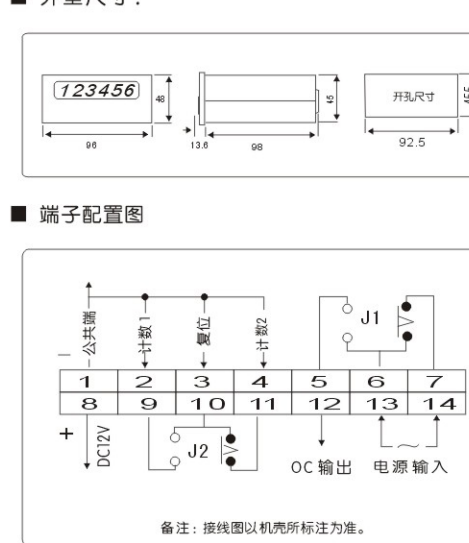 ■ 外型尺寸：
123456
48
96
13.6
98
45
开孔尺寸
45.5
92.5
■ 端子配置图
公共端
计数1
复位
计数2
J1
1 2 3 4 5 6 7
8 9 10 11 12 13 14
DC12V
J2
OC 输出
电源输入
备注：接线图以机壳所标注为准。